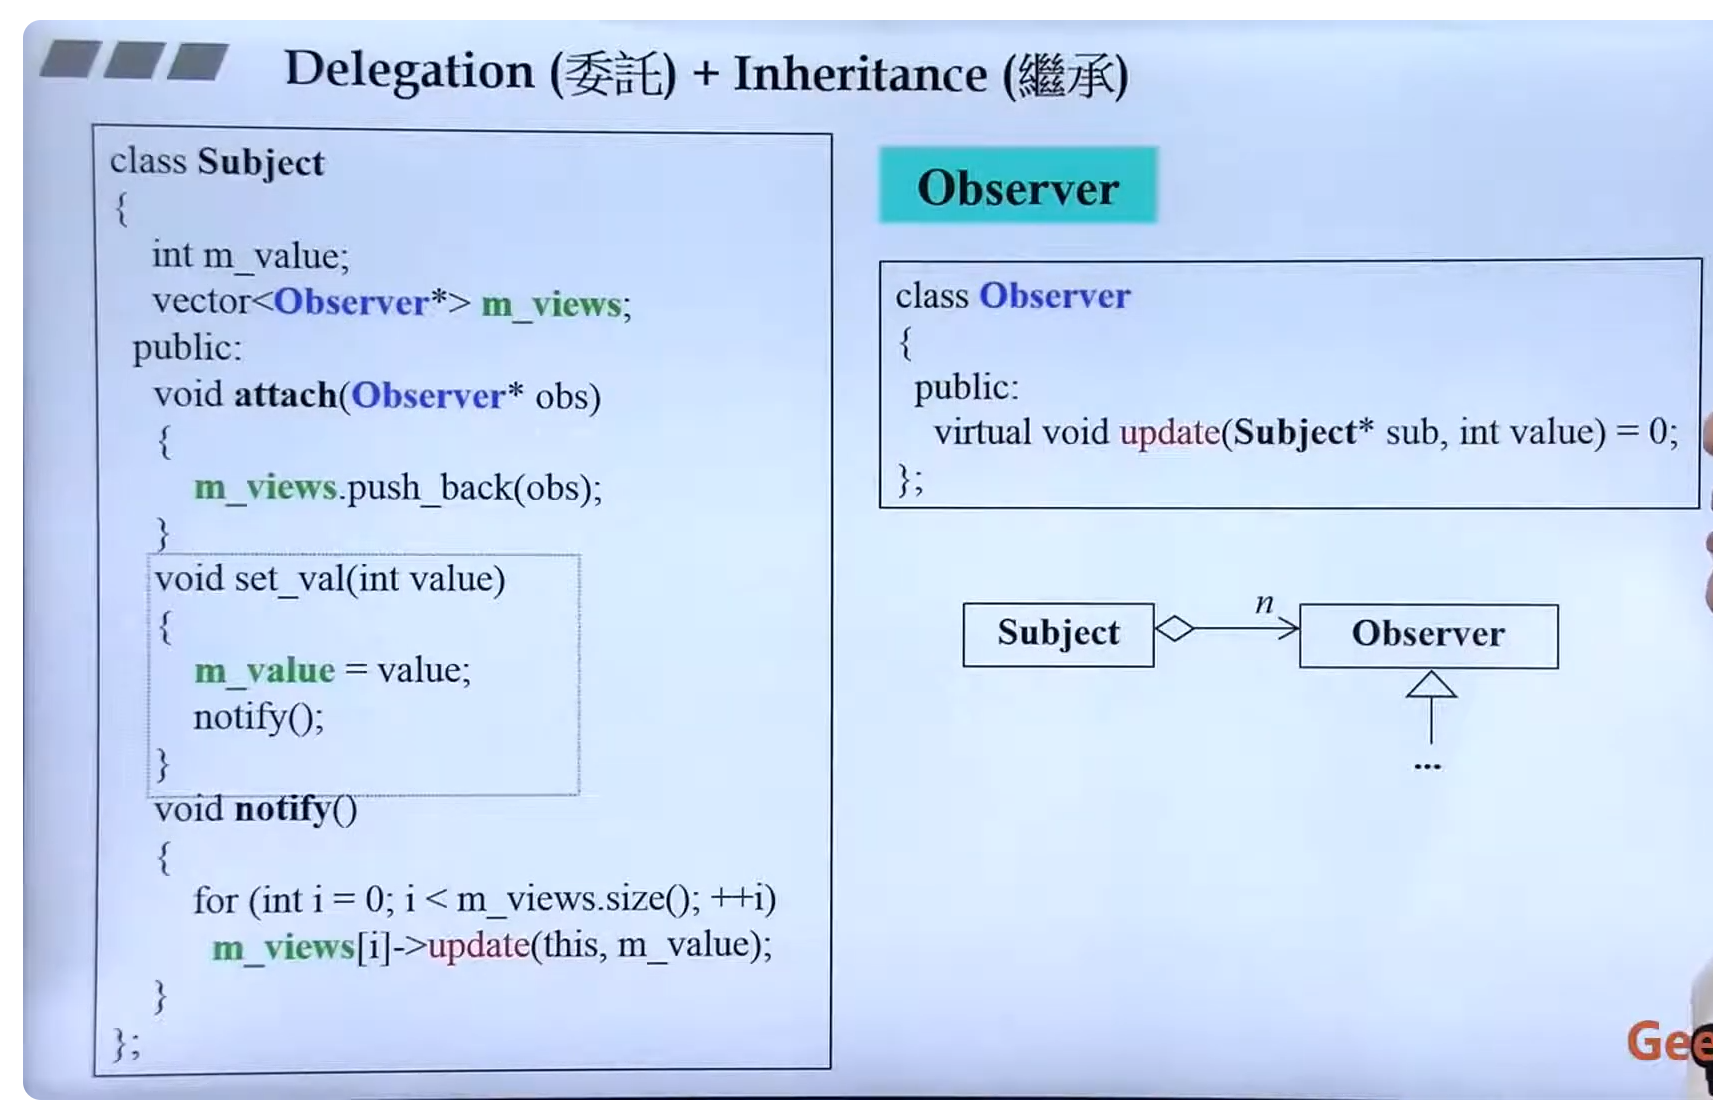 Delegation (委託) + Inheritance (繼承)
class Subject
{
int m_value;
vector<Observer*> m_views;
public:
void attach(Observer* obs)
{
m_views.push_back(obs);
}
void set_val(int value)
{
m_value = value;
notify();
}
void notify()
{
for (int i = 0; i < m_views.size(); ++i)
m_views[i]->update(this, m_value);
}
};
Observer
class Observer
{
public:
virtual void update(Subject* sub, int value) = 0;
};
Subject
n
Observer
...